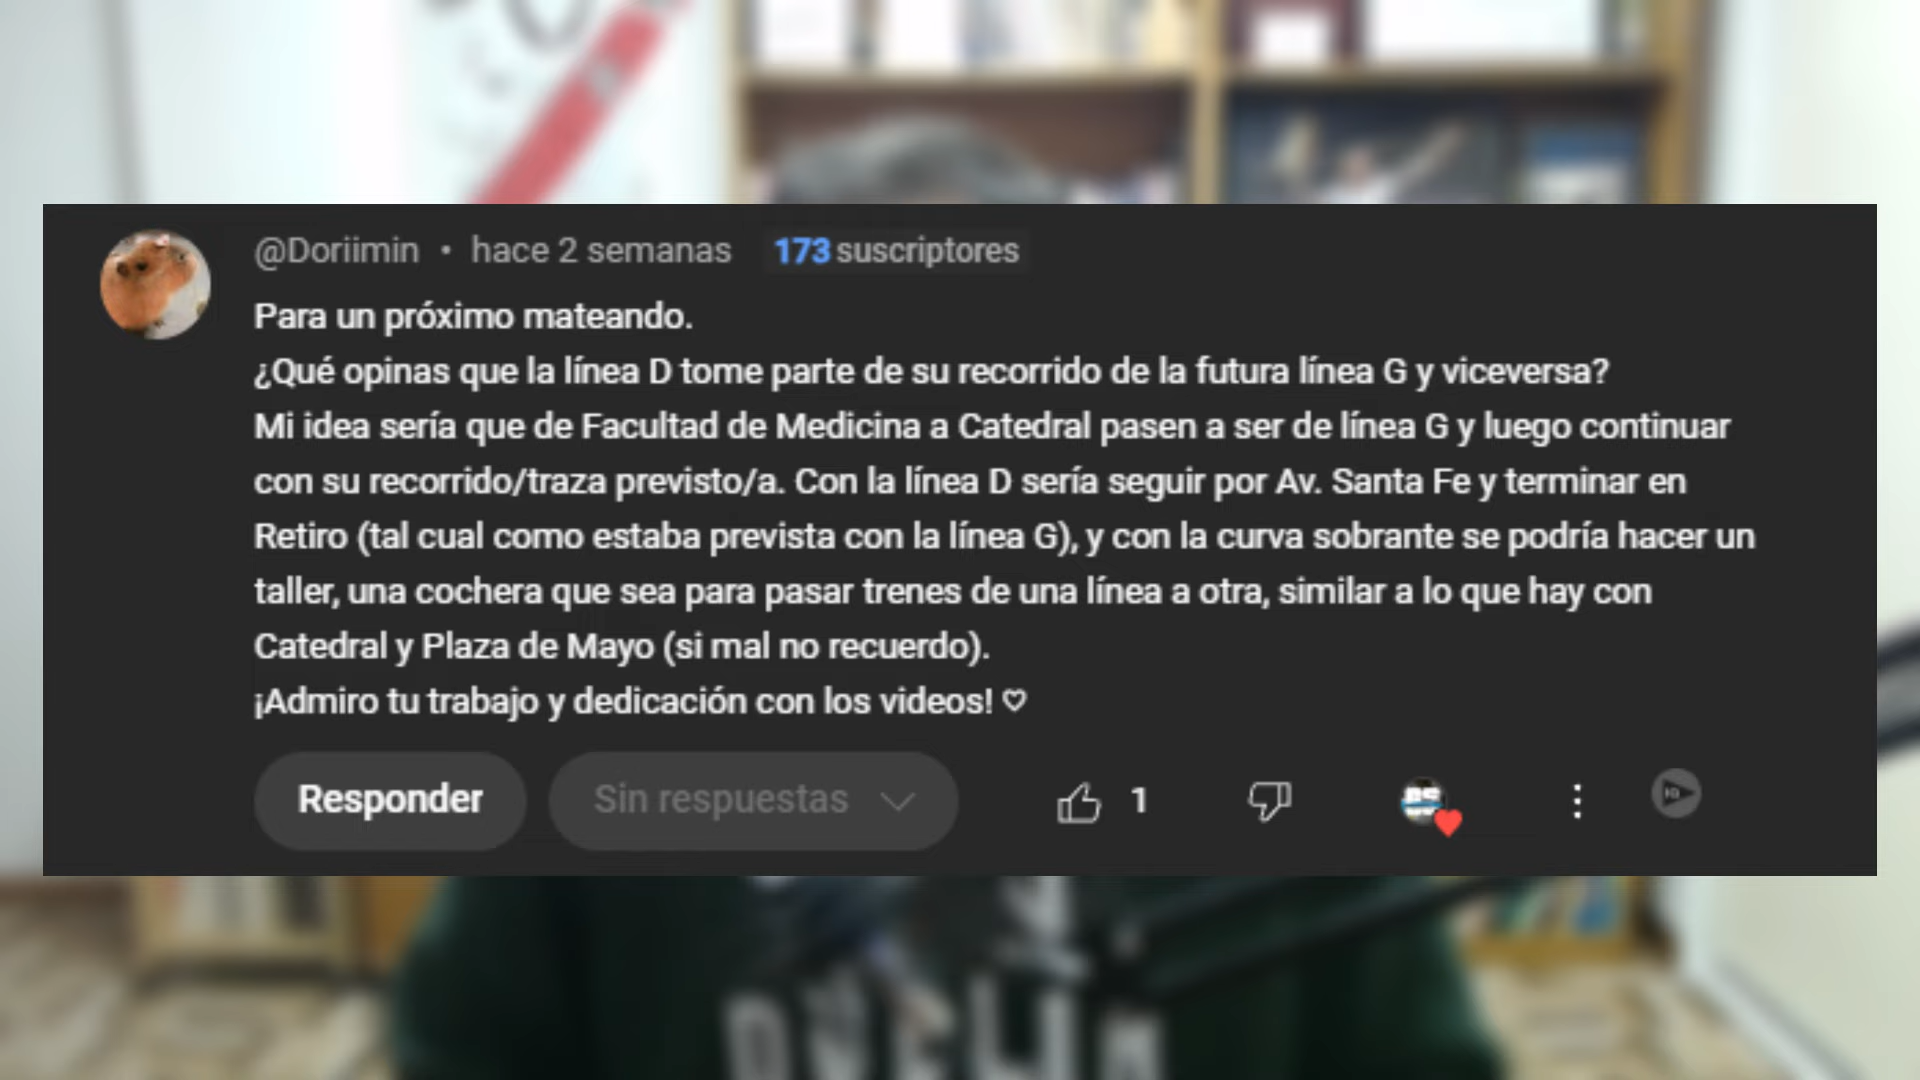 @Doriimin • hace 2 semanas 173 suscriptores
Para un próximo mateando.
¿Qué opinas que la línea D tome parte de su recorrido de la futura línea G y viceversa?
Mi idea sería que de Facultad de Medicina a Catedral pasen a ser de línea G y luego continuar
con su recorrido/traza previsto/a. Con la línea D sería seguir por Av. Santa Fe y terminar en
Retiro (tal cual como estaba prevista con la línea G), y con la curva sobrante se podría hacer un
taller, una cochera que sea para pasar trenes de una línea a otra, similar a lo que hay con
Catedral y Plaza de Mayo (si mal no recuerdo).
¡Admiro tu trabajo y dedicación con los videos! ♡
Responder Sin respuestas 1